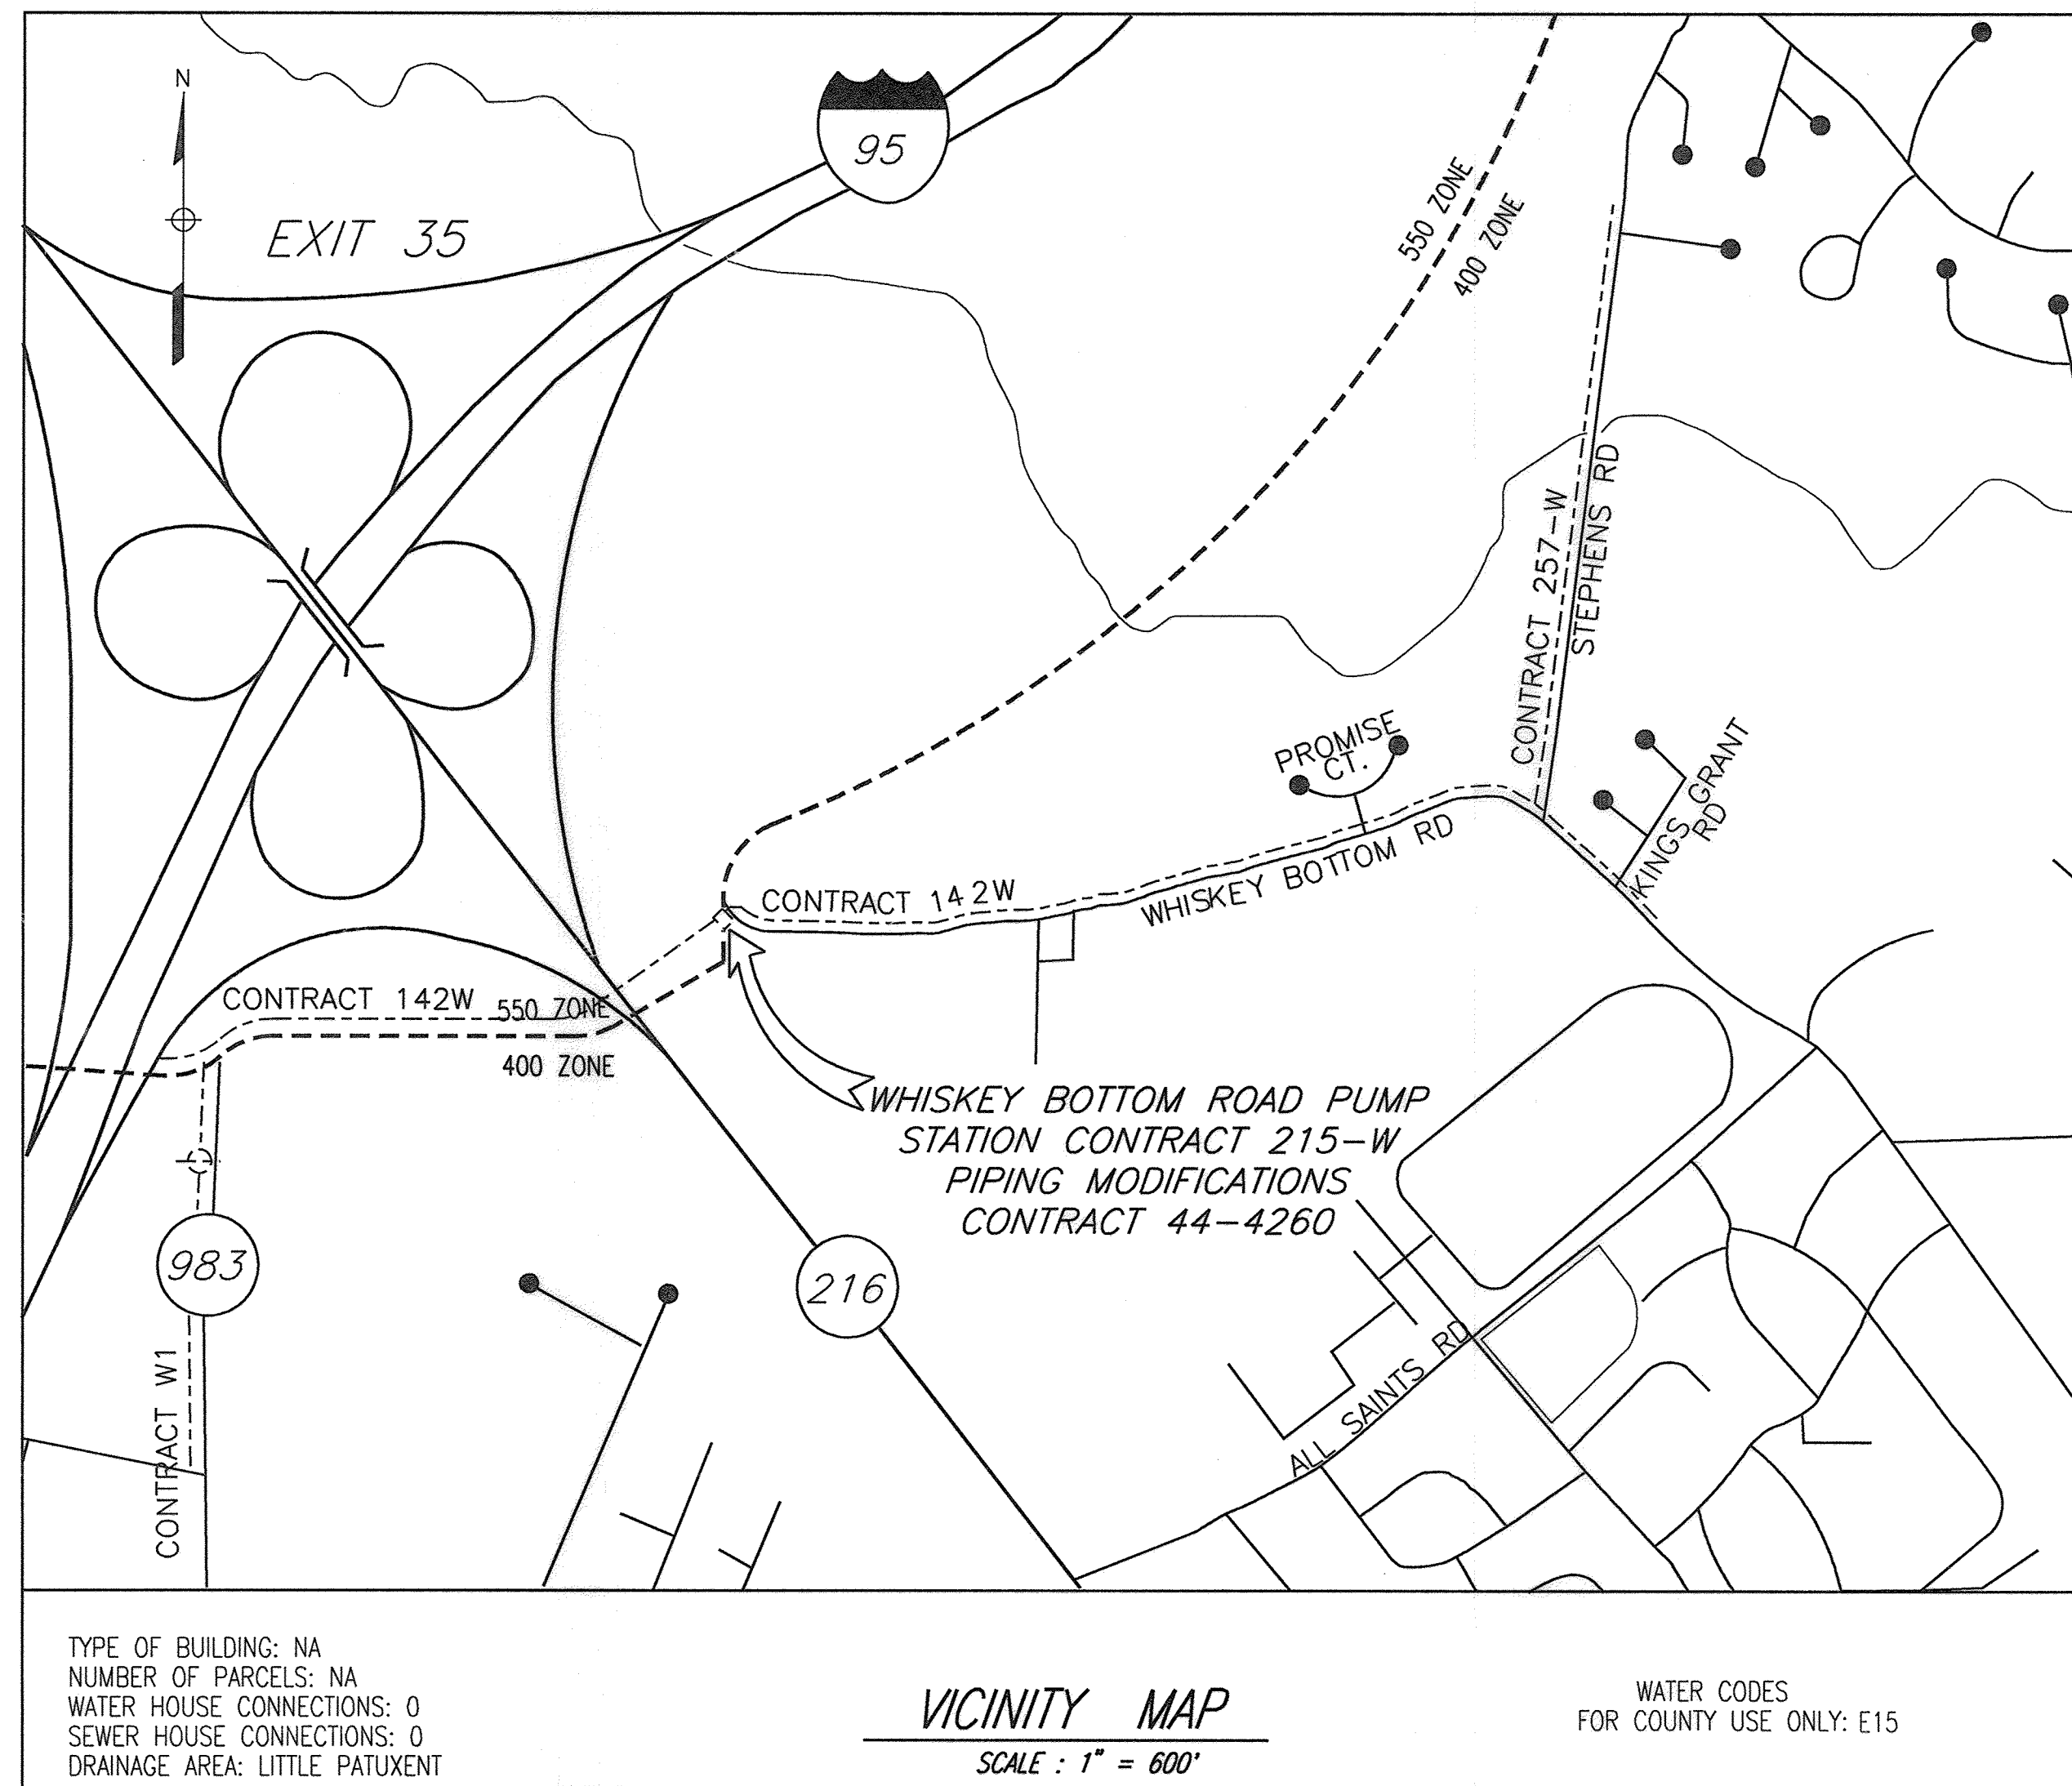 N
95
EXIT 35
550 ZONE
400 ZONE
CONTRACT 257-W
STEPHENS RD
PROMISE
CT.
KINGS GRANT
RD
CONTRACT 142W
WHISKEY BOTTOM RD
CONTRACT 142W
550 ZONE
400 ZONE
WHISKEY BOTTOM ROAD PUMP
STATION CONTRACT 215-W
PIPING MODIFICATIONS
CONTRACT 44-4260
983
216
CONTRACT W1
ALL SAINTS RD
TYPE OF BUILDING: NA
NUMBER OF PARCELS: NA
WATER HOUSE CONNECTIONS: 0
SEWER HOUSE CONNECTIONS: 0
DRAINAGE AREA: LITTLE PATUXENT
VICINITY MAP
SCALE : 1" = 600'
WATER CODES
FOR COUNTY USE ONLY: E15